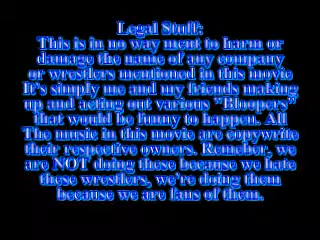 Legal Stuff:
This is in no way ment to harm or
damage the name of any company
or wrestlers mentioned in this movie
It's simply me and my friends making
up and acting out various "Bloopers"
that would be funny to happen. All
The music in this movie are copywrite
their respective owners. Remeber, we
are NOT doing these because we hate
these wrestlers, we're doing them
because we are fans of them.